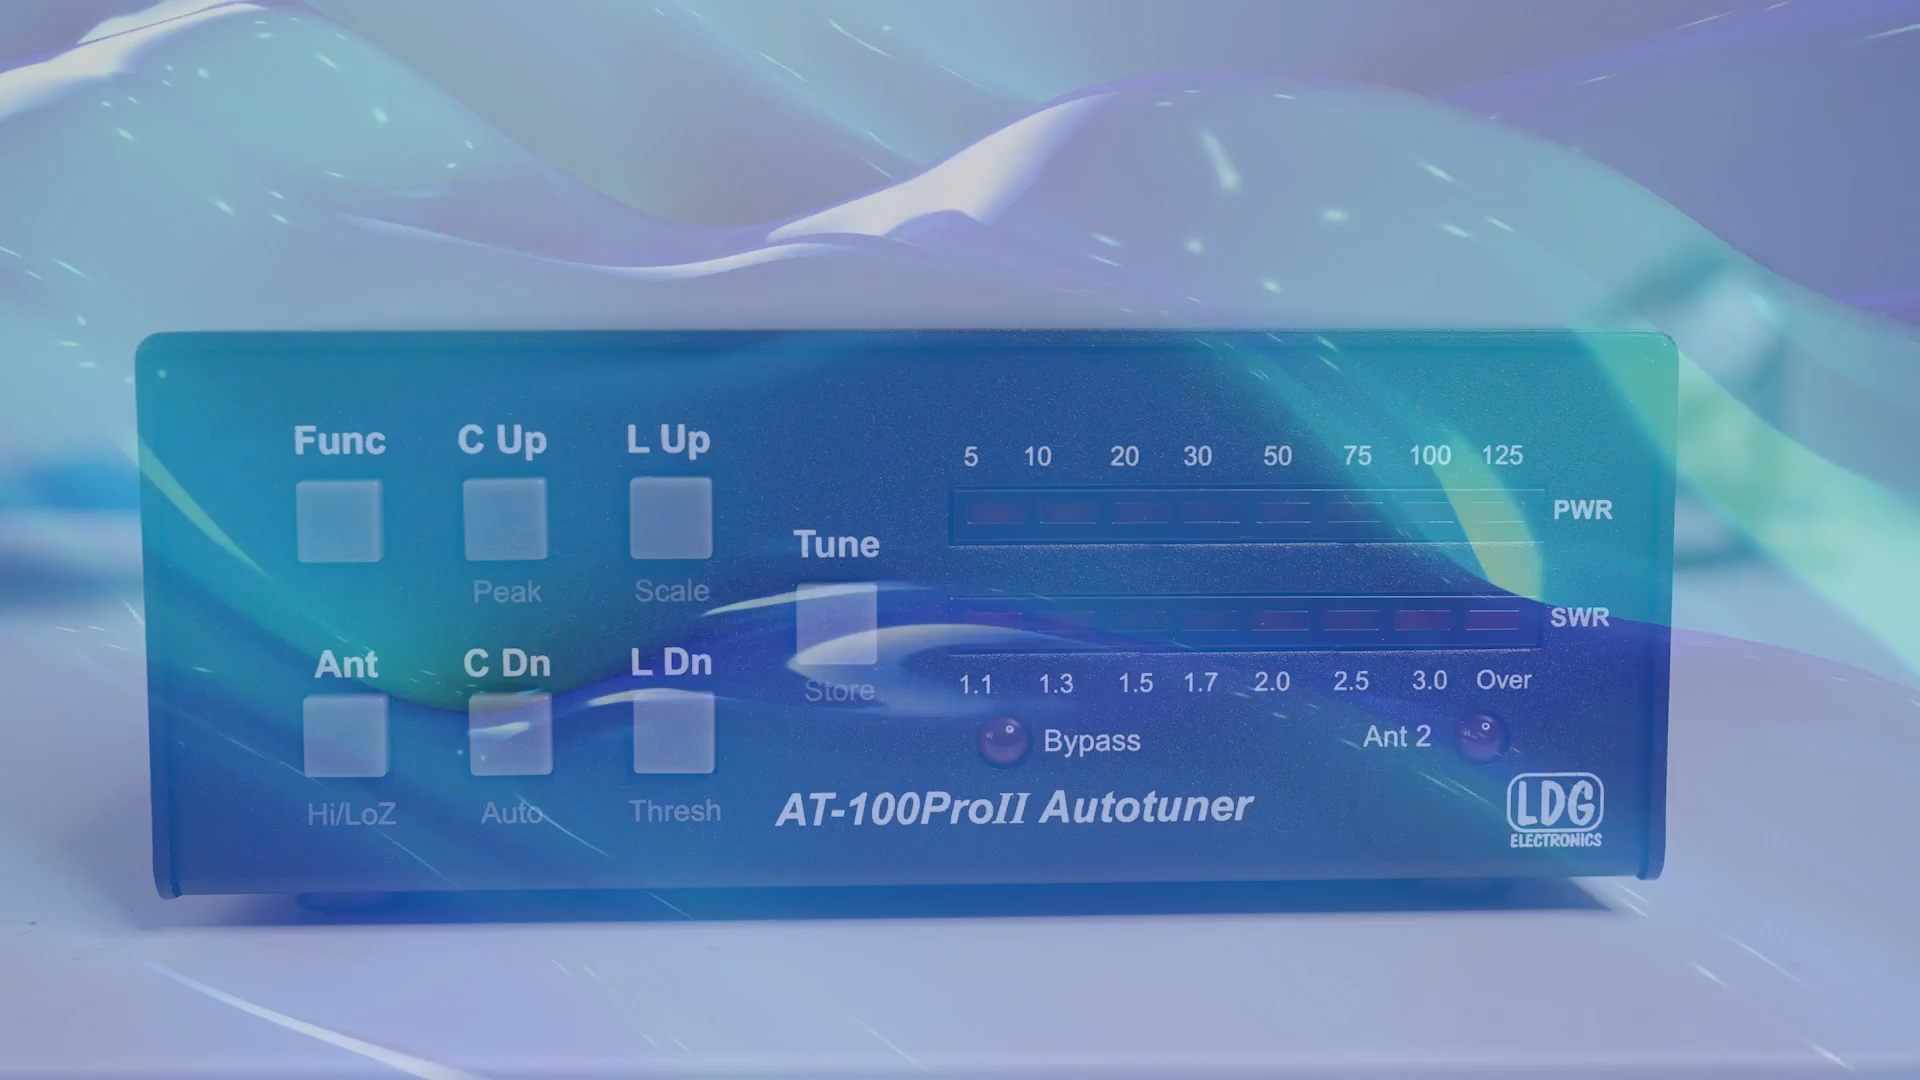 Func C Up L Up
5 10 20 30 50 75 100 125
PWR
Tune
Peak Scale
SWR
Ant C Dn L Dn
Store
1.1 1.3 1.5 1.7 2.0 2.5 3.0 Over
Bypass Ant 2
Hi/LoZ Auto Thresh
AT-100ProII Autotuner
LDG
ELECTRONICS